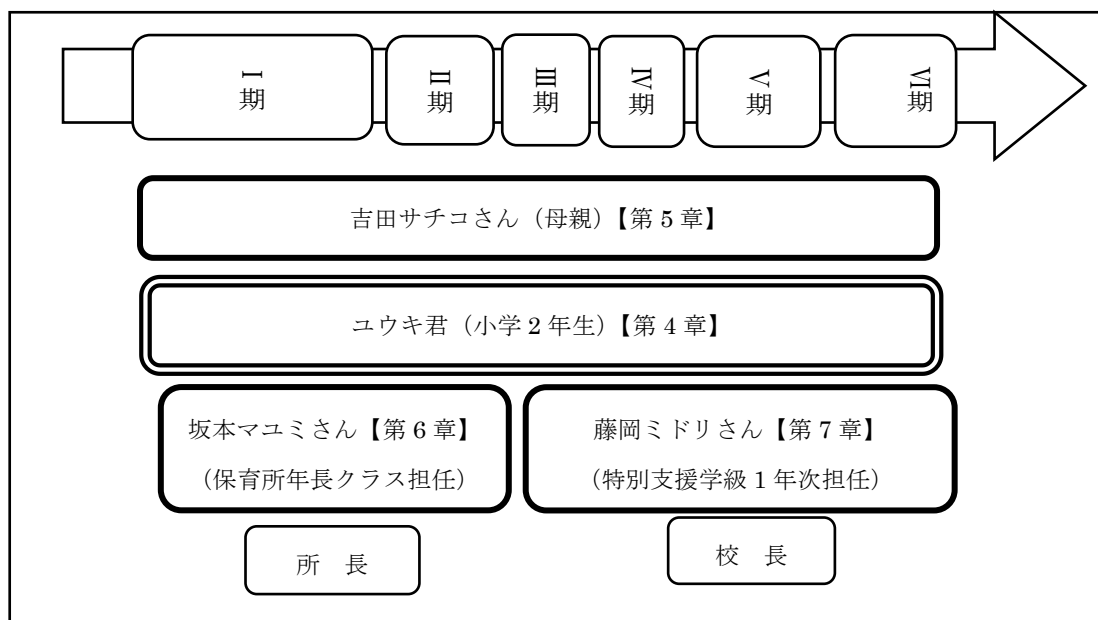 Ⅰ期
Ⅱ期
Ⅲ期
Ⅳ期
Ⅴ期
Ⅵ期
吉田サチコさん（母親）【第 5 章】
ユウキ君（小学 2 年生）【第 4 章】
坂本マユミさん【第 6 章】
（保育所年長クラス担任）
藤岡ミドリさん【第 7 章】
（特別支援学級 1 年次担任）
所　長
校　長